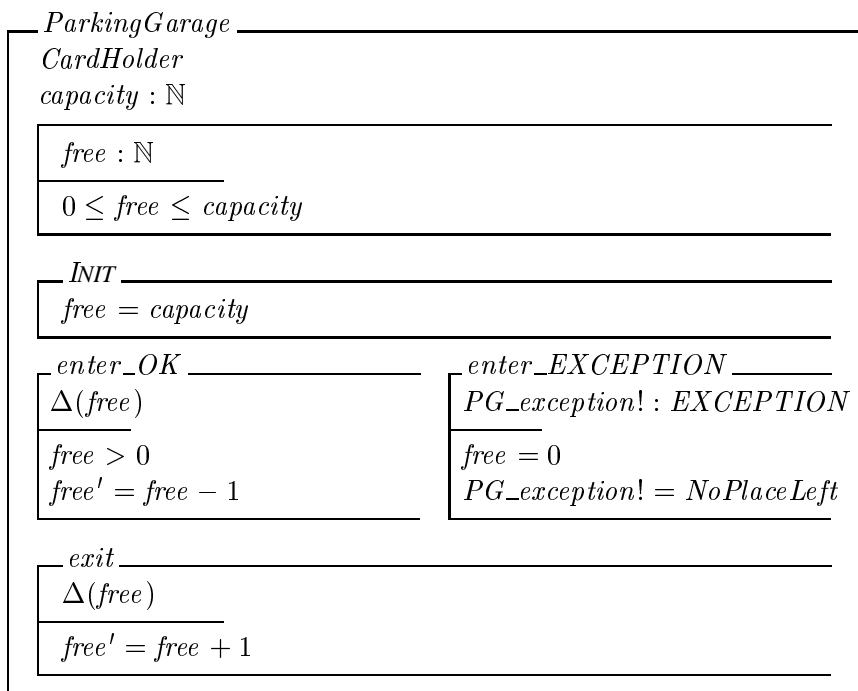 ParkingGarage
CardHolder
capacity : ℕ
free : ℕ
0 ≤ free ≤ capacity
INIT
free = capacity
enter_OK
Δ(free)
free > 0
free′ = free − 1
enter_EXCEPTION
PG_exception! : EXCEPTION
free = 0
PG_exception! = NoPlaceLeft
exit
Δ(free)
free′ = free + 1